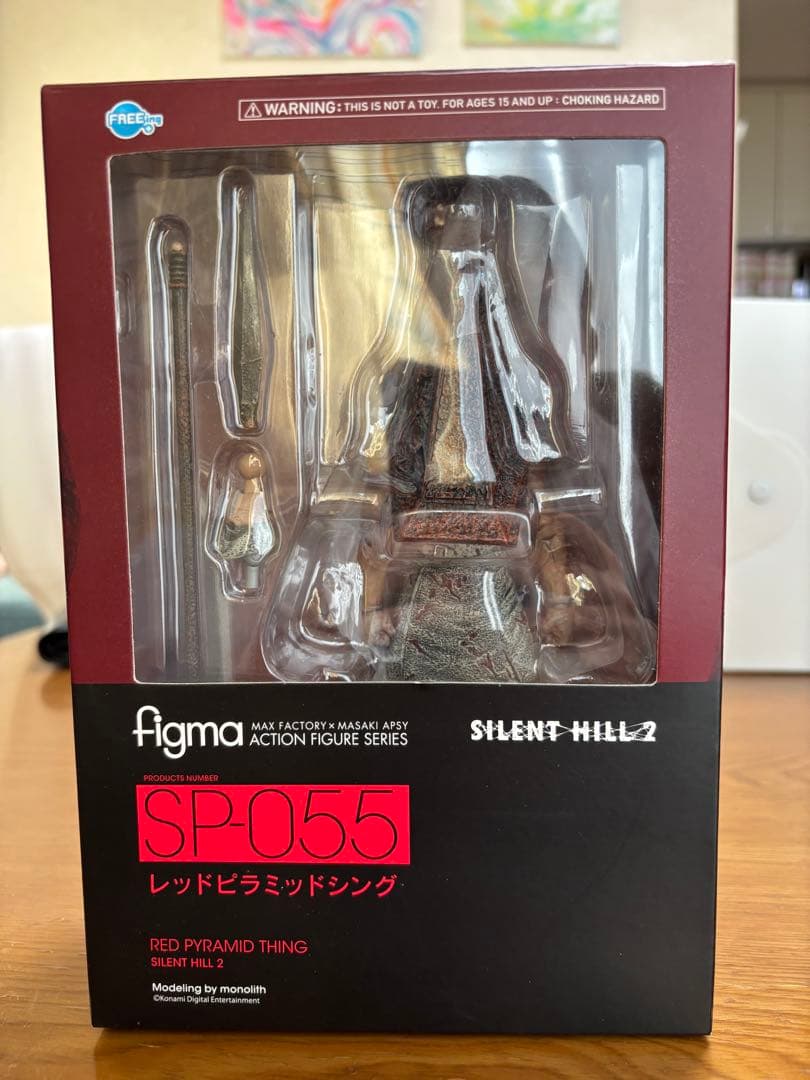 FREEing
WARNING: THIS IS NOT A TOY. FOR AGES 15 AND UP : CHOKING HAZARD
figma MAX FACTORY × MASAKI APSY
ACTION FIGURE SERIES
SILENT HILL 2
PRODUCTS NUMBER
SP-055
レッドピラミッドシング
RED PYRAMID THING
SILENT HILL 2
Modeling by monolith
©Konami Digital Entertainment